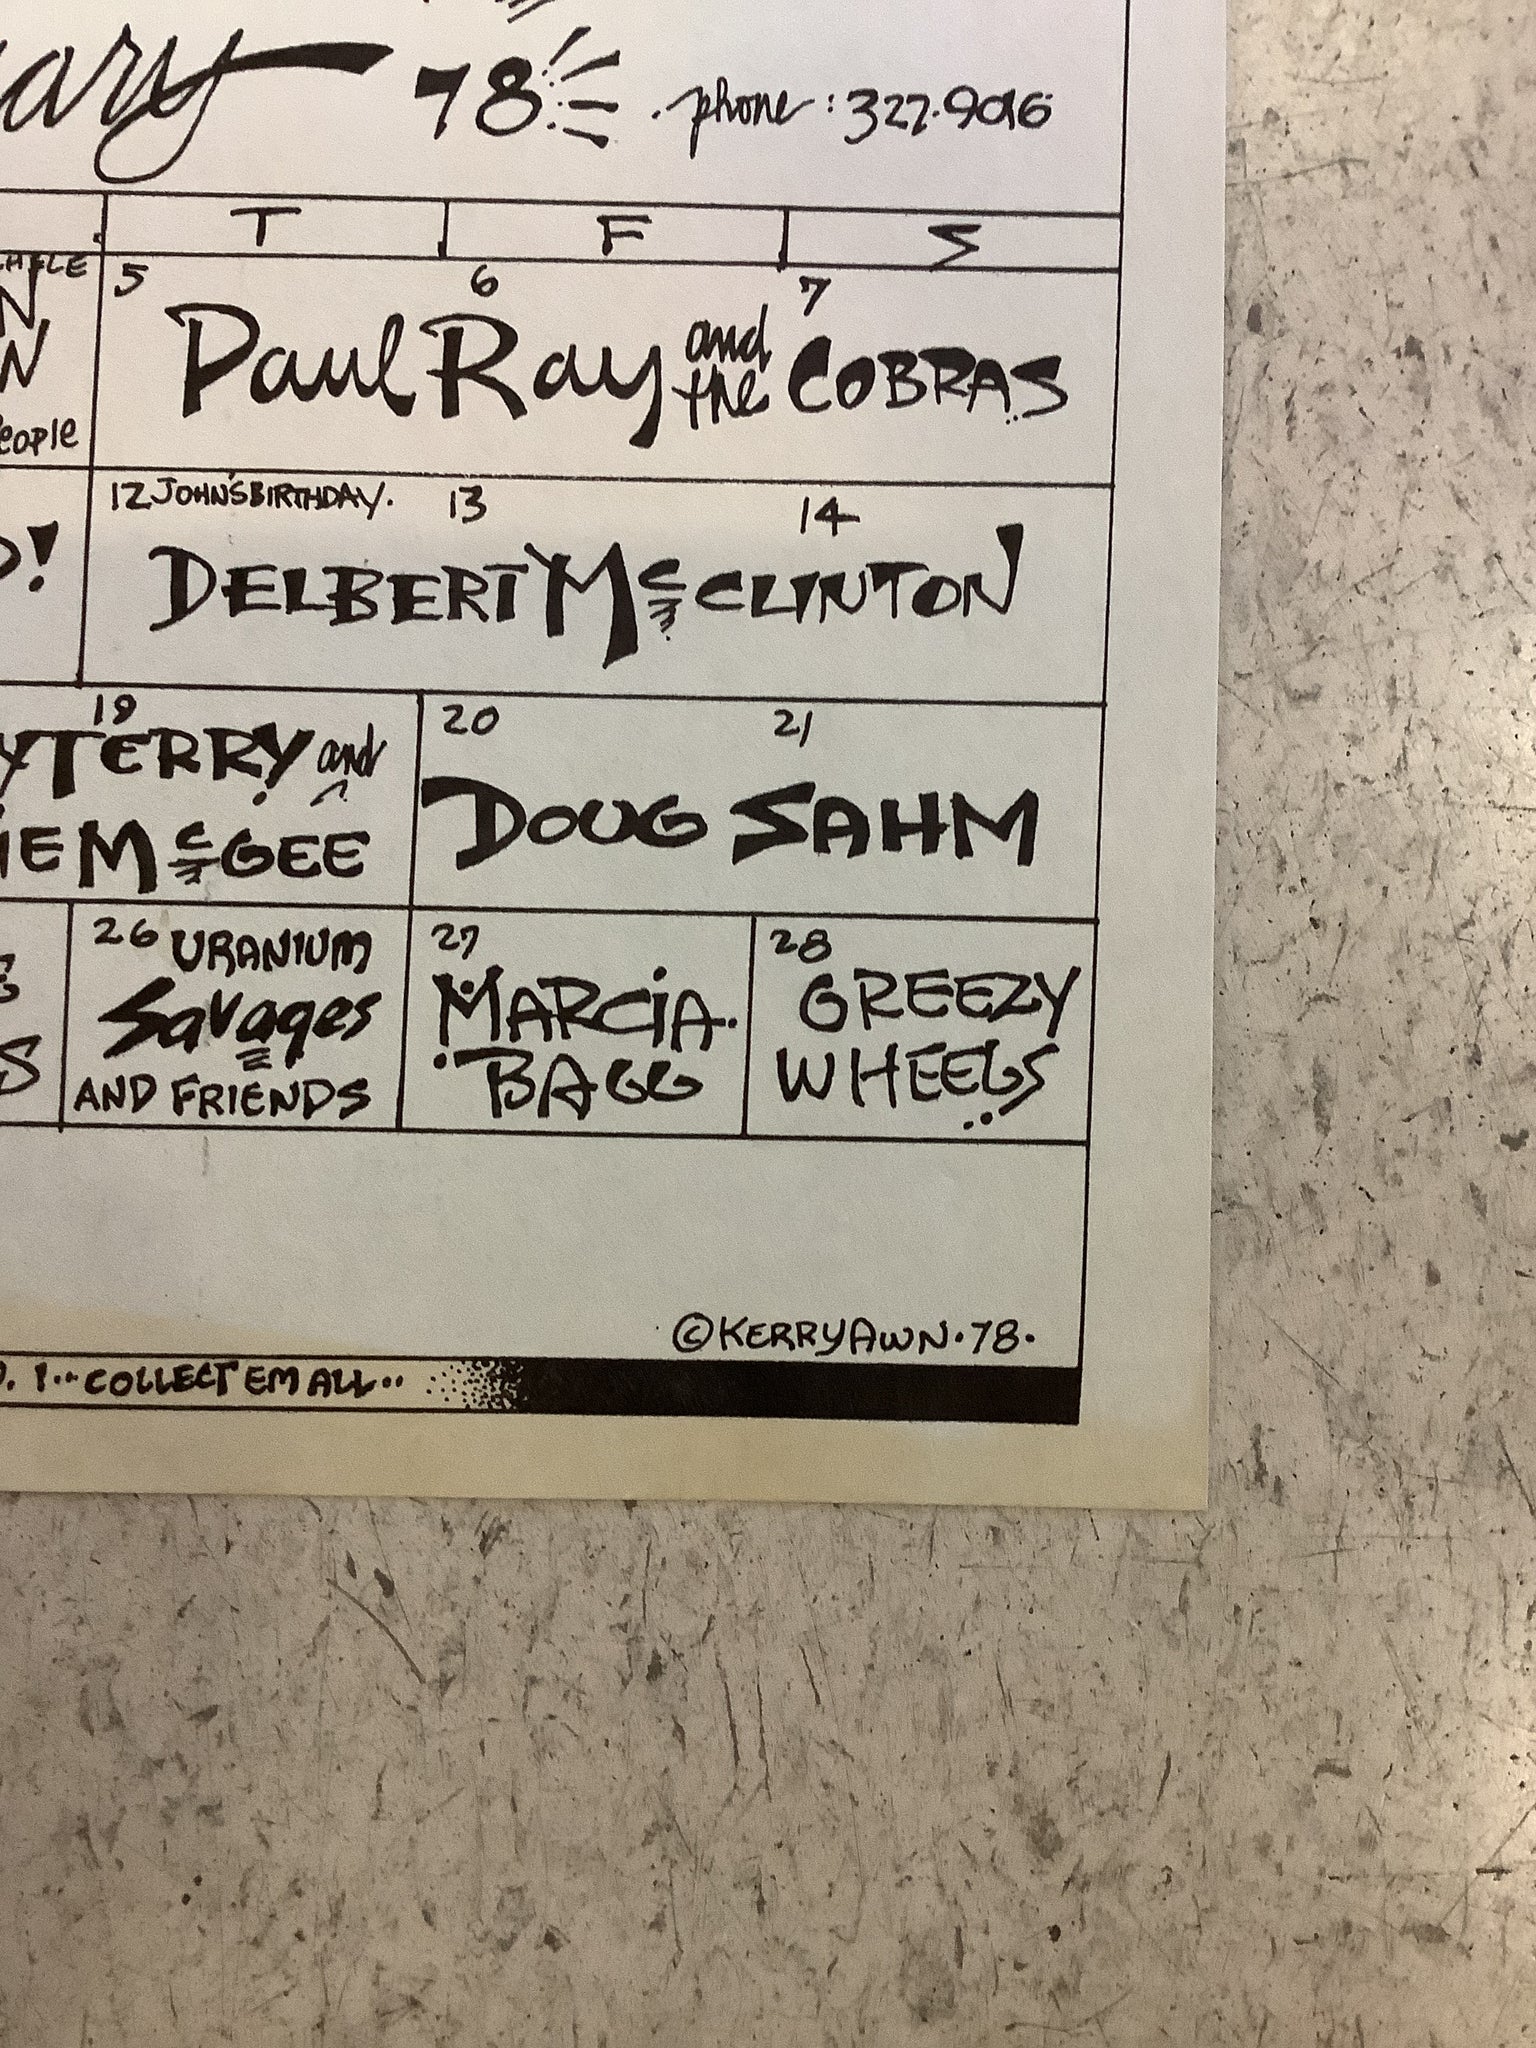 78 . phone : 327.9016
T F S
5 6 7
Paul Ray and the COBRAS
eople
12 JOHN'S BIRTHDAY. 13 14
DELBERT McCLINTON
19 20 21
TERRY and
McGEE
DOUG SAHM
26 URANIUM
Savages
AND FRIENDS
27
MARCIA
BAGG
28
GREEZY
WHEELS
©KERRY AWN.78.
1...COLLECT EM ALL..